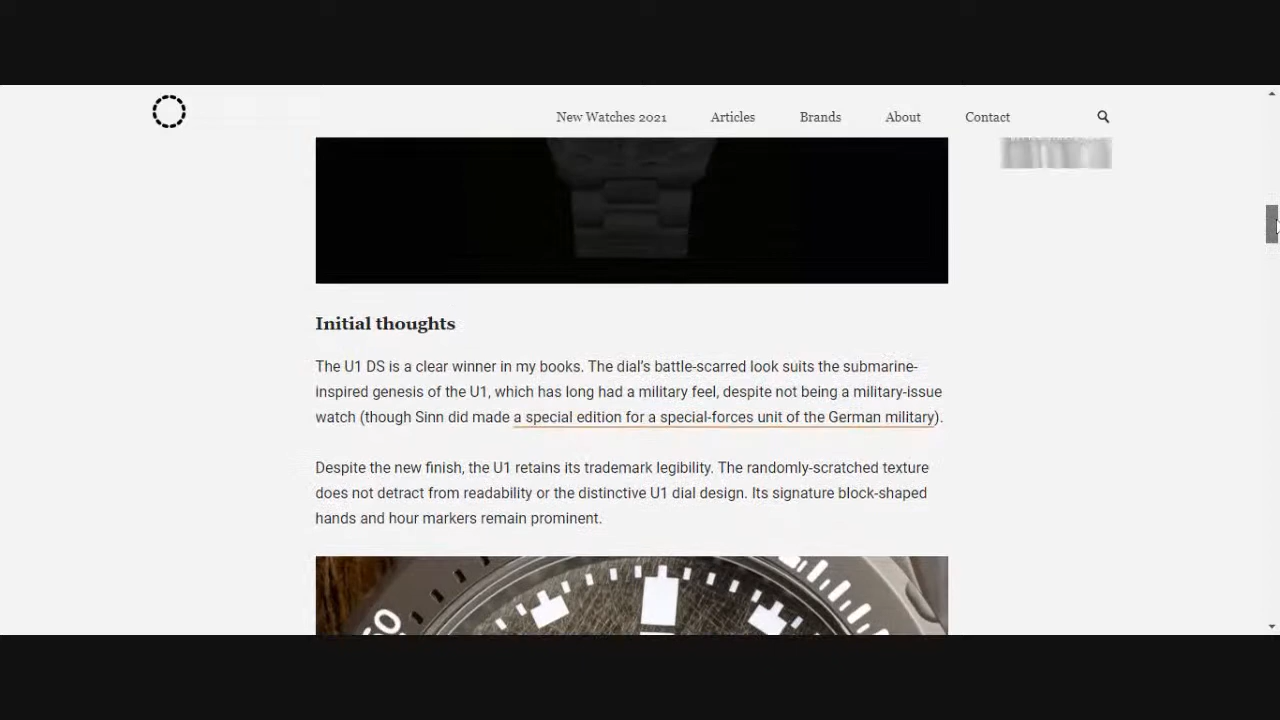 New Watches 2021 Articles Brands About Contact
Initial thoughts
The U1 DS is a clear winner in my books. The dial’s battle-scarred look suits the submarine-
inspired genesis of the U1, which has long had a military feel, despite not being a military-issue
watch (though Sinn did made a special edition for a special-forces unit of the German military).
Despite the new finish, the U1 retains its trademark legibility. The randomly-scratched texture
does not detract from readability or the distinctive U1 dial design. Its signature block-shaped
hands and hour markers remain prominent.